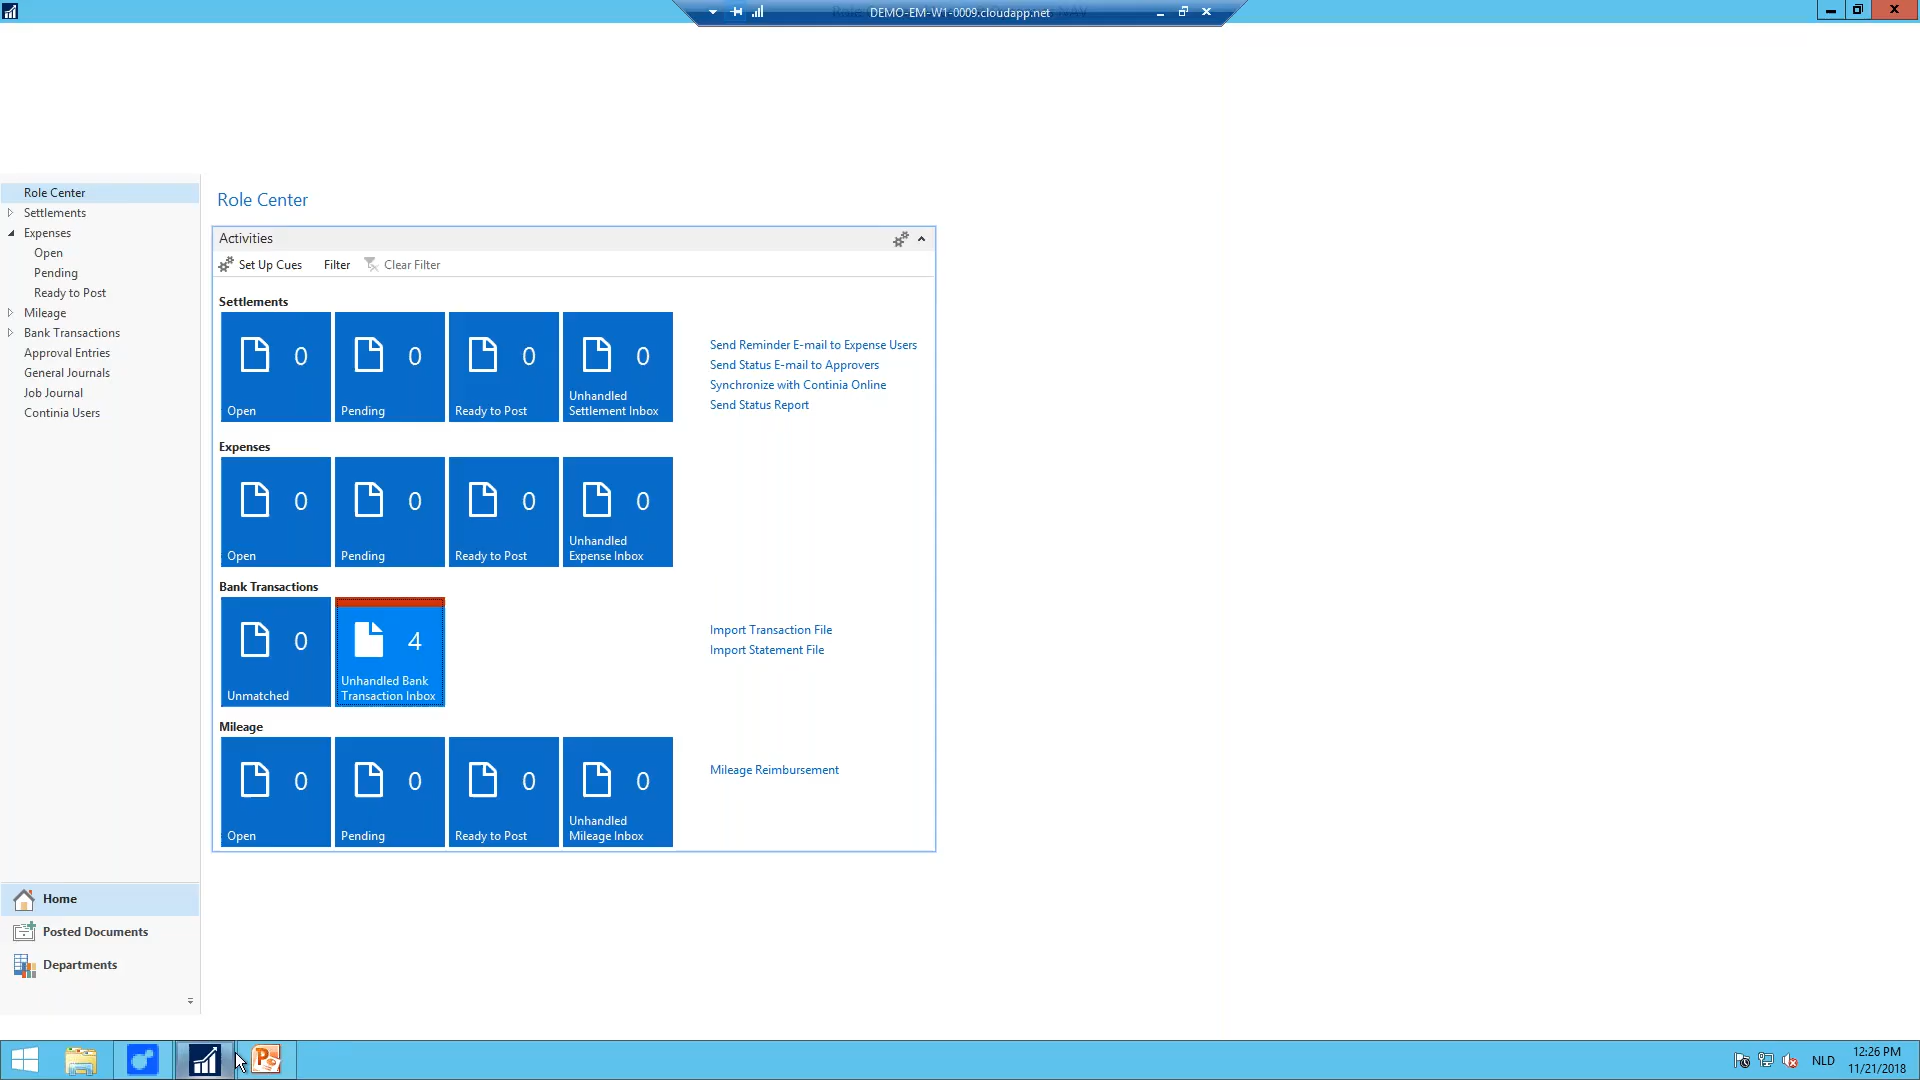 DEMO-EM-W1-0009.cloudapp.net
Role Center
Settlements
Expenses
Open
Pending
Ready to Post
Mileage
Bank Transactions
Approval Entries
General Journals
Job Journal
Continia Users
Home
Posted Documents
Departments
Role Center
Activities
Set Up Cues Filter Clear Filter
Settlements
0 0 0 0
Open Pending Ready to Post Unhandled
Settlement Inbox
Send Reminder E-mail to Expense Users
Send Status E-mail to Approvers
Synchronize with Continia Online
Send Status Report
Expenses
0 0 0 0
Open Pending Ready to Post Unhandled
Expense Inbox
Bank Transactions
0 4
Unmatched Unhandled Bank
Transaction Inbox
Import Transaction File
Import Statement File
Mileage
0 0 0 0
Open Pending Ready to Post Unhandled
Mileage Inbox
Mileage Reimbursement
NLD
12:26 PM
11/21/2018